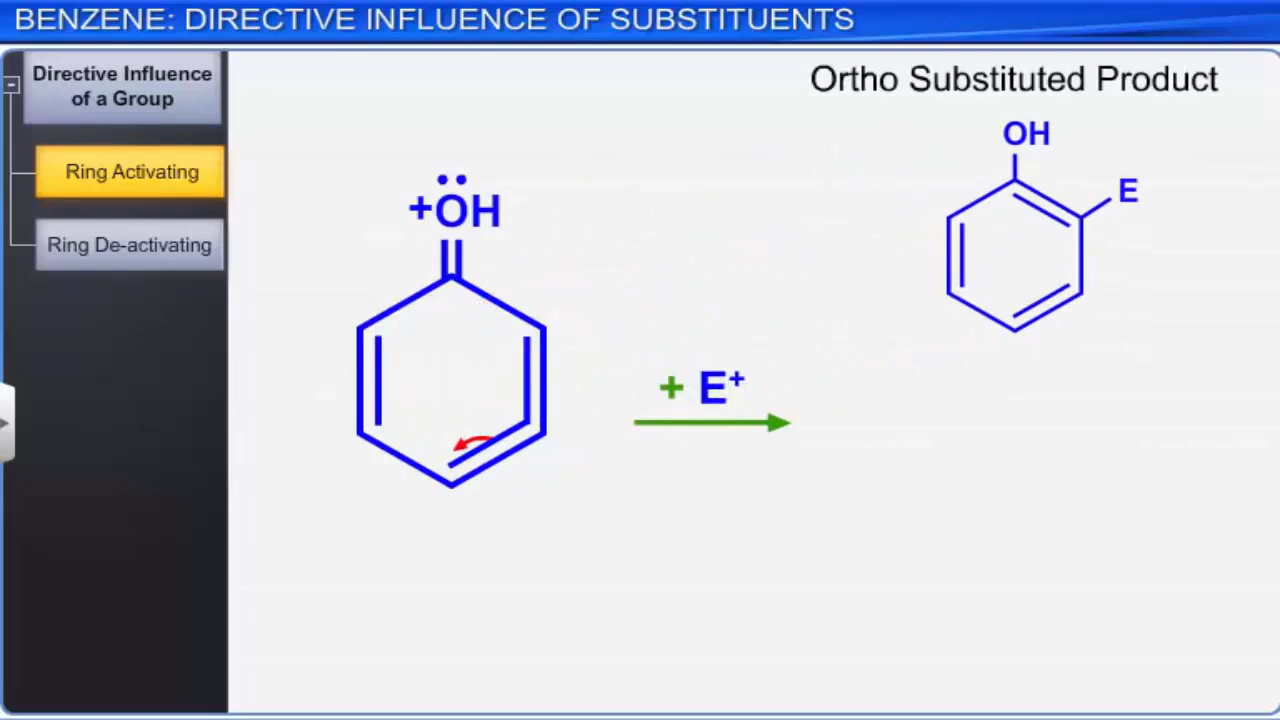 BENZENE: DIRECTIVE INFLUENCE OF SUBSTITUENTS
Directive Influence
of a Group
Ring Activating
Ring De-activating
Ortho Substituted Product
OH
E
+OH
+ E+